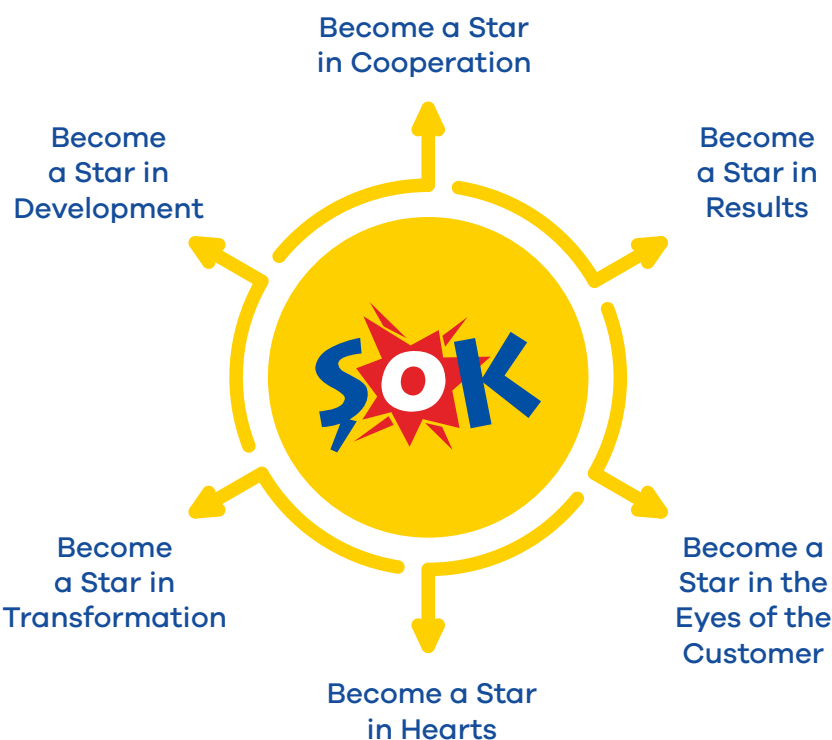 Become a Star
in Cooperation
Become
a Star in
Results
Become a
Star in the
Eyes of the
Customer
Become a Star
in Hearts
Become
a Star in
Transformation
Become
a Star in
Development
ŞOK